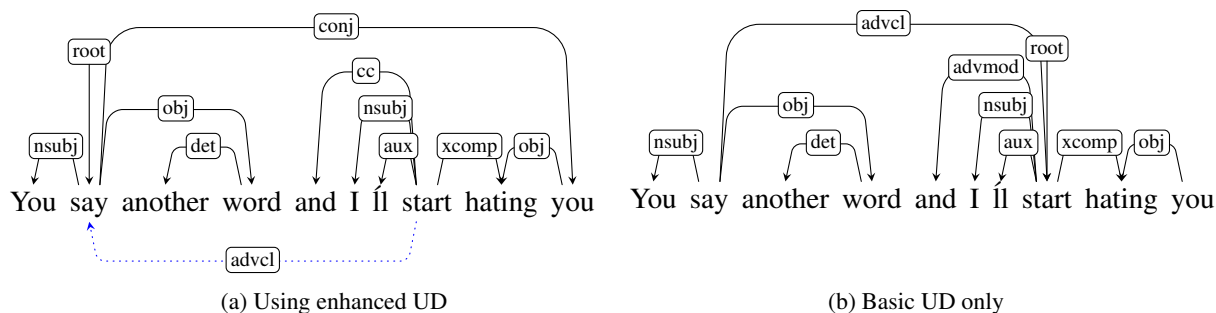 conj
root
cc
obj
nsubj
nsubj
det
aux
xcomp
obj
You say another word and I ĺl start hating you
advcl
(a) Using enhanced UD
advcl
root
advmod
obj
nsubj
nsubj
det
aux
xcomp
obj
You say another word and I ĺl start hating you
(b) Basic UD only